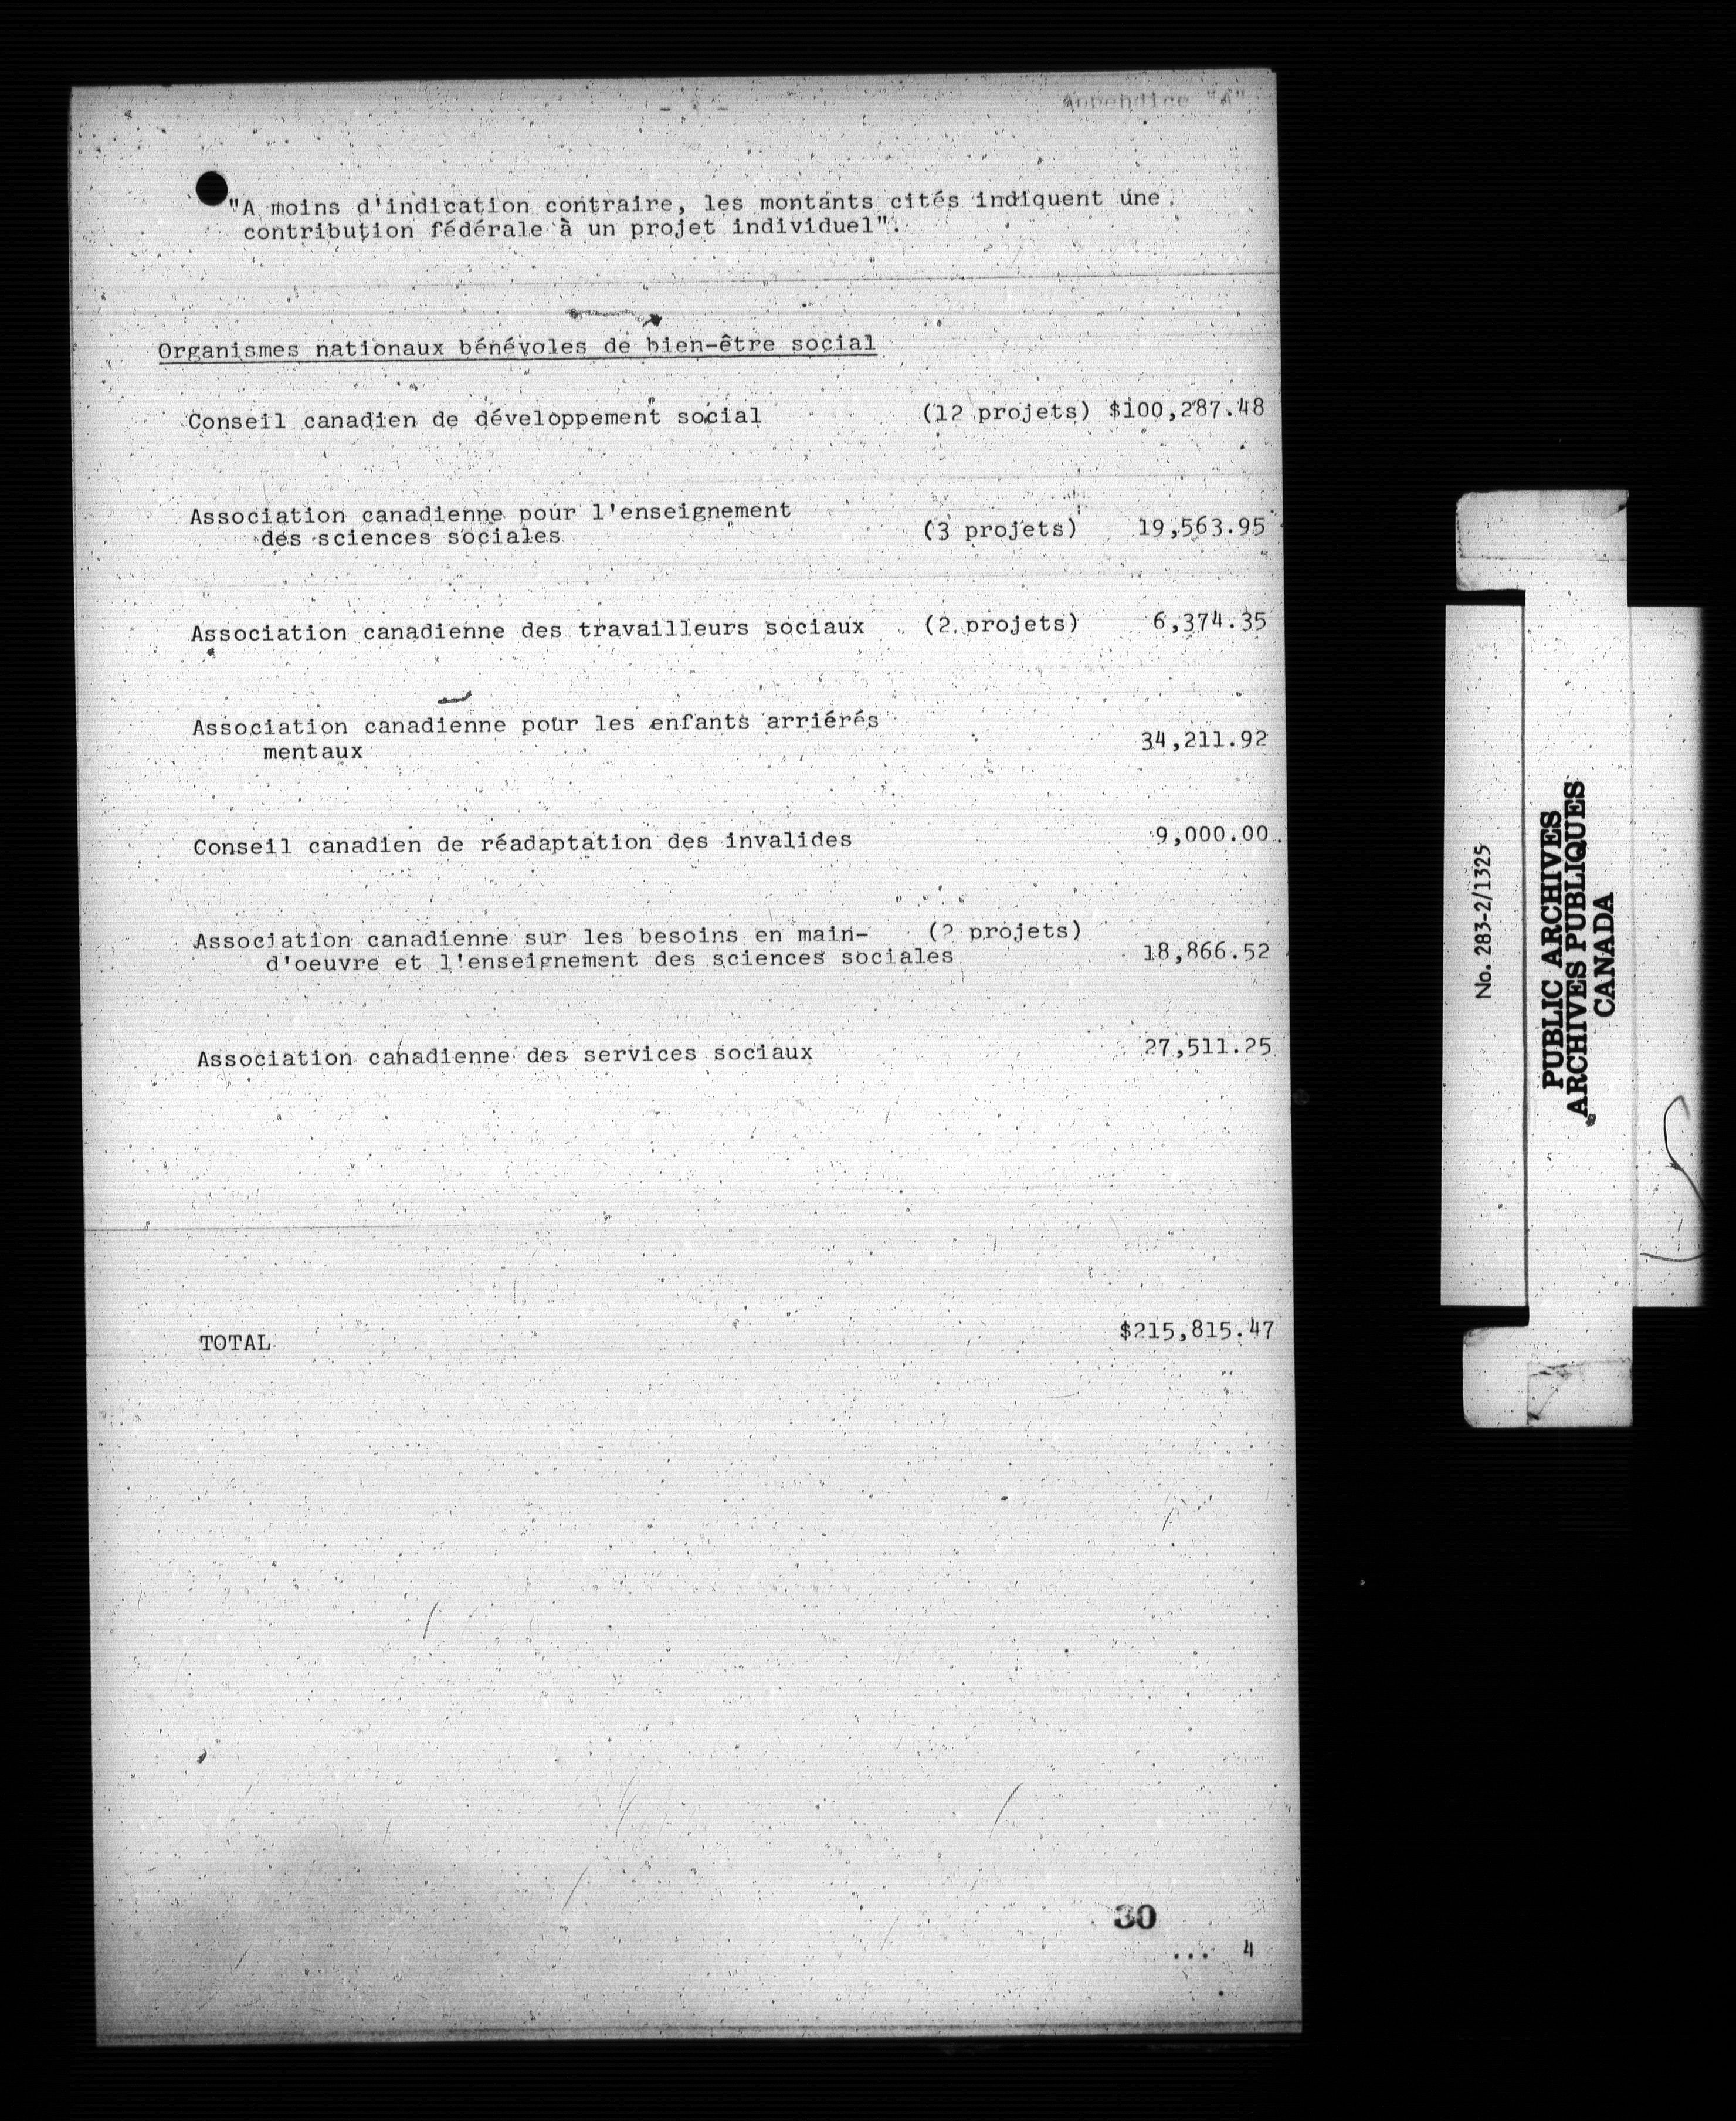 Appendice "A"
"A moins d'indication contraire, les montants cités indiquent une
contribution fédérale à un projet individuel".
Organismes nationaux bénévoles de bien-être social
Conseil canadien de développement social (12 projets) $100,287.48
Association canadienne pour l'enseignement
des sciences sociales (3 projets) 19,563.95
Association canadienne des travailleurs sociaux (2 projets) 6,374.35
Association canadienne pour les enfants arriérés
mentaux 34,211.92
Conseil canadien de réadaptation des invalides 9,000.00
Association canadienne sur les besoins en main- (2 projets)
d'oeuvre et l'enseignement des sciences sociales 18,866.52
Association canadienne des services sociaux 27,511.25
TOTAL $215,815.47
30
... 4
No. 283-2/1325
PUBLIC ARCHIVES
ARCHIVES PUBLIQUES
CANADA